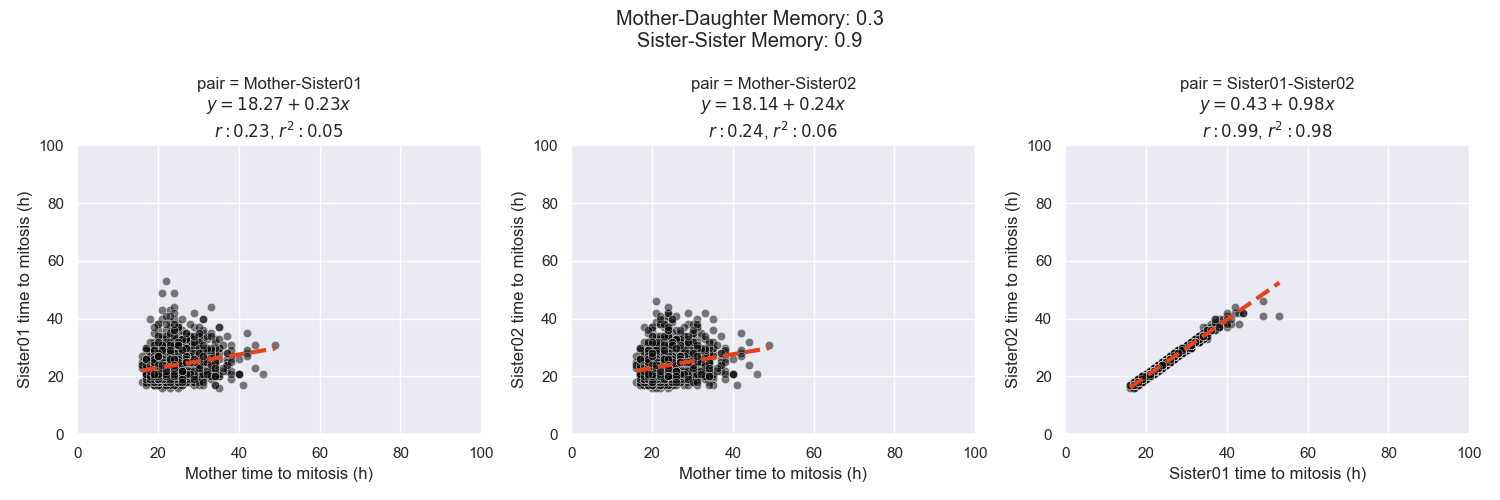 Mother-Daughter Memory: 0.3
Sister-Sister Memory: 0.9
pair = Mother-Sister01
y = 18.27 + 0.23x
r : 0.23, r² : 0.05
100
80
60
40
20
0
Sister01 time to mitosis (h)
0 20 40 60 80 100
Mother time to mitosis (h)
pair = Mother-Sister02
y = 18.14 + 0.24x
r : 0.24, r² : 0.06
100
80
60
40
20
0
Sister02 time to mitosis (h)
0 20 40 60 80 100
Mother time to mitosis (h)
pair = Sister01-Sister02
y = 0.43 + 0.98x
r : 0.99, r² : 0.98
100
80
60
40
20
0
Sister02 time to mitosis (h)
0 20 40 60 80 100
Sister01 time to mitosis (h)